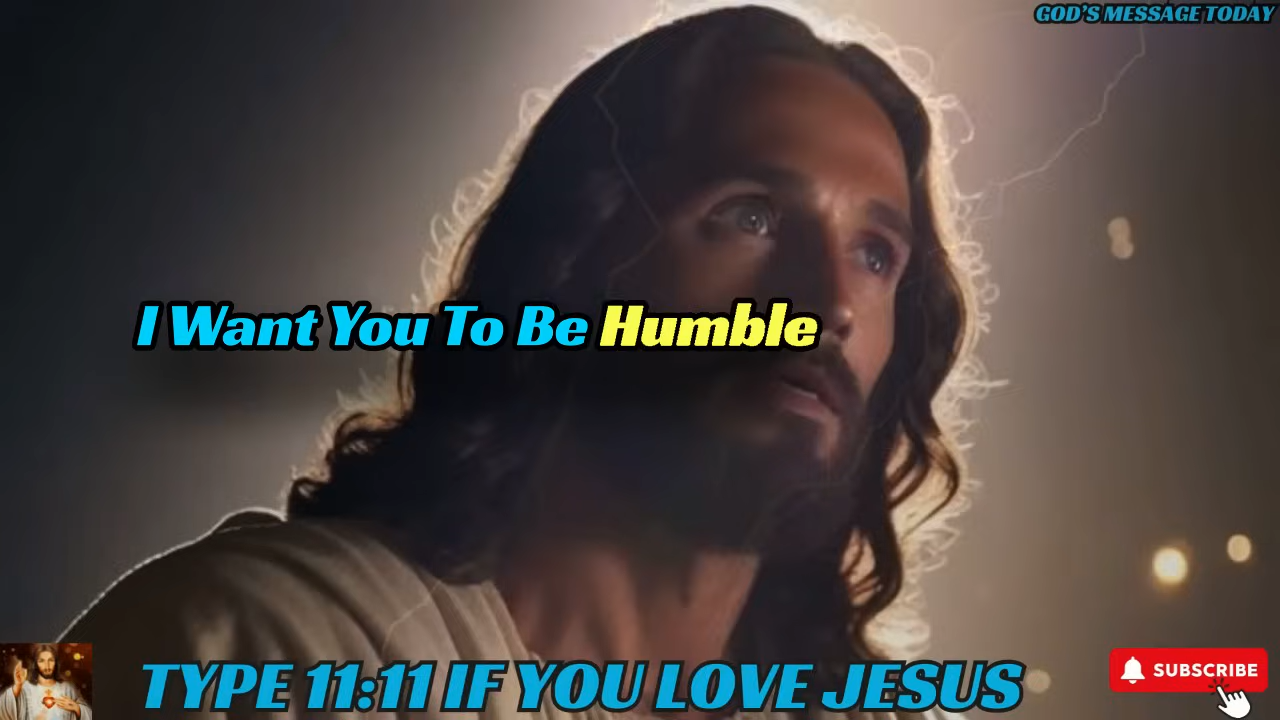 GOD'S MESSAGE TODAY
I Want You To Be Humble
TYPE 11:11 IF YOU LOVE JESUS
SUBSCRIBE